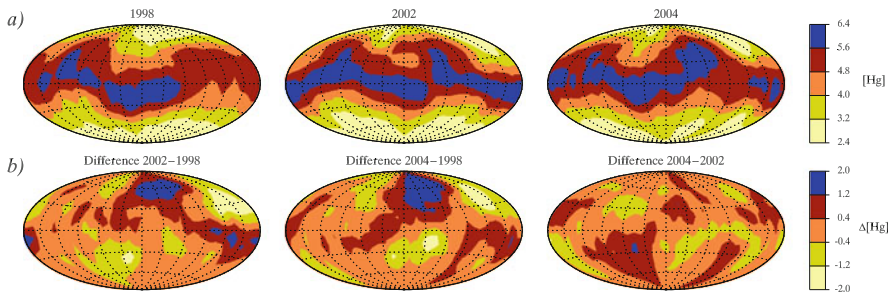 a)
1998
2002
2004
6.4
5.6
4.8
4.0
3.2
2.4
[Hg]
b)
Difference 2002−1998
Difference 2004−1998
Difference 2004−2002
2.0
1.2
0.4
-0.4
-1.2
-2.0
Δ[Hg]